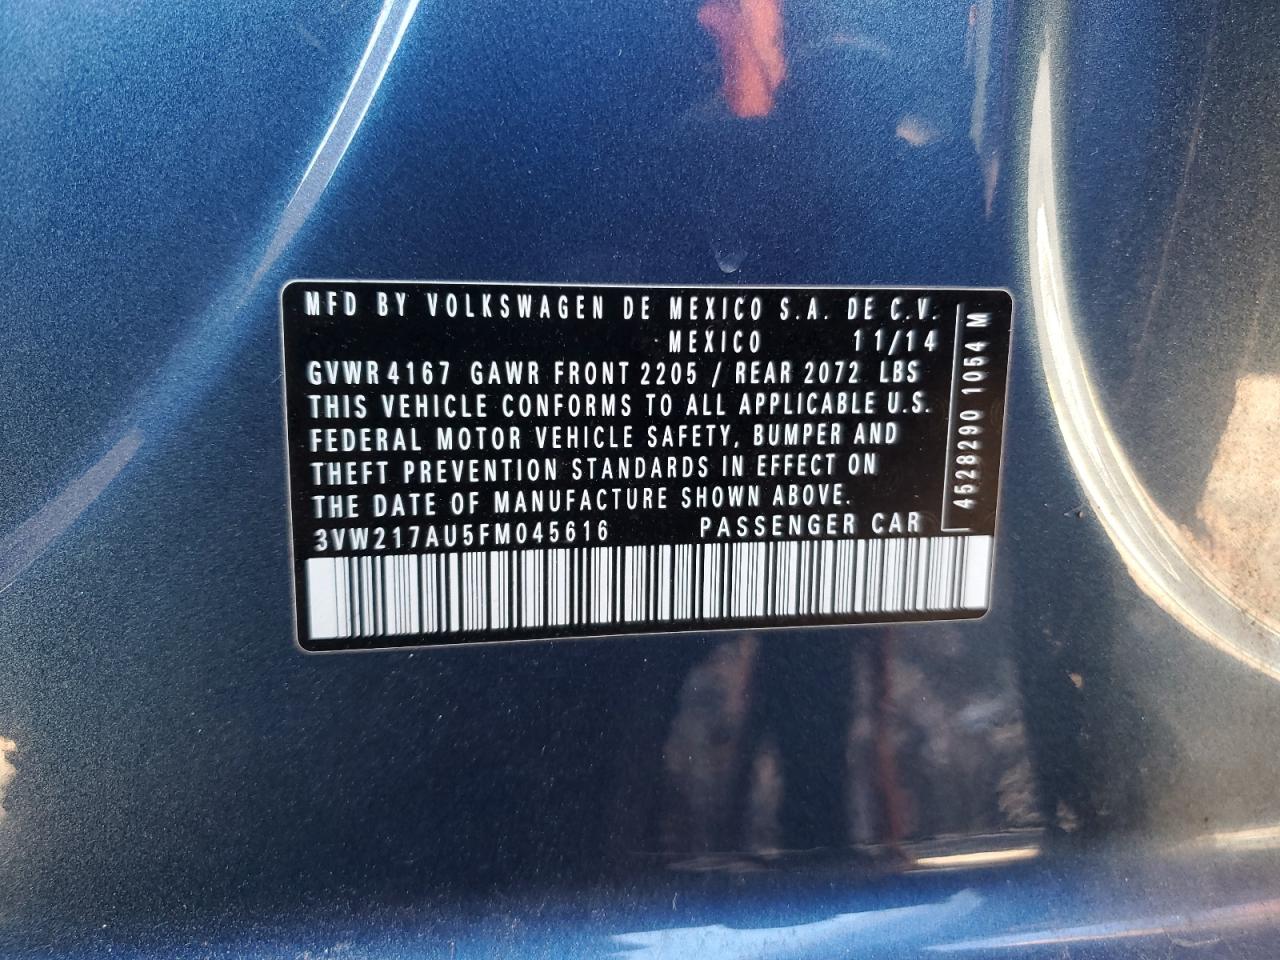 MFD BY VOLKSWAGEN DE MEXICO S.A. DE C.V.
MEXICO 11/14
GVWR 4167 GAWR FRONT 2205 / REAR 2072 LBS
THIS VEHICLE CONFORMS TO ALL APPLICABLE U.S.
FEDERAL MOTOR VEHICLE SAFETY, BUMPER AND
THEFT PREVENTION STANDARDS IN EFFECT ON
THE DATE OF MANUFACTURE SHOWN ABOVE.
3VW217AU5FM045616 PASSENGER CAR
4528290 1054 M